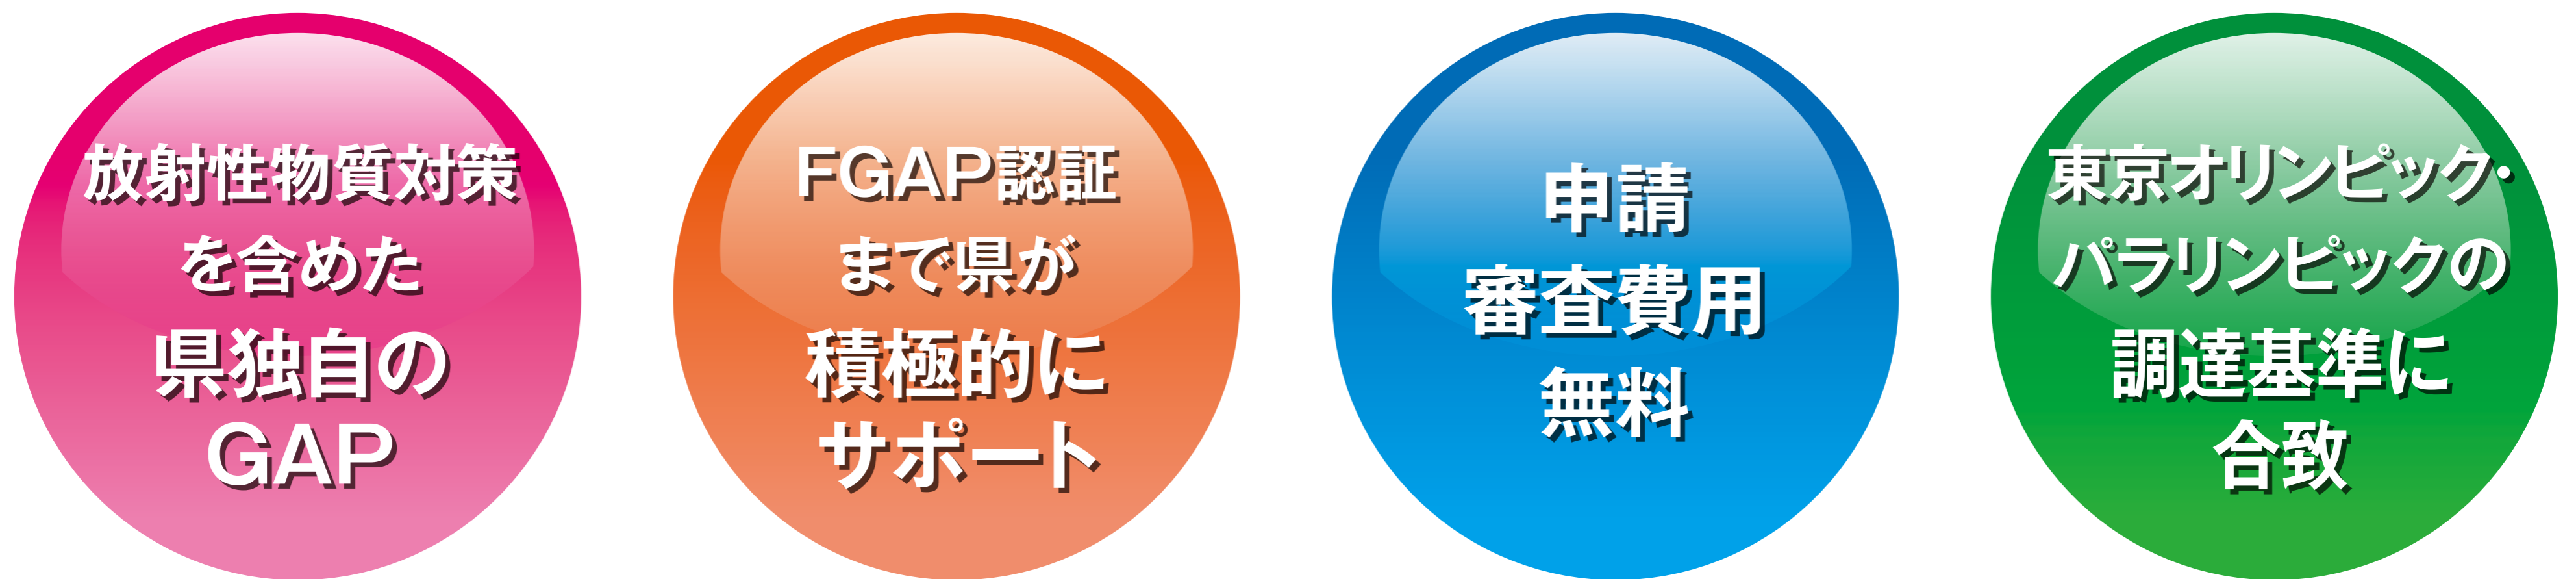 放射性物質対策
を含めた
県独自の
GAP
FGAP認証
まで県が
積極的に
サポート
申請
審査費用
無料
東京オリンピック・
パラリンピックの
調達基準に
合致